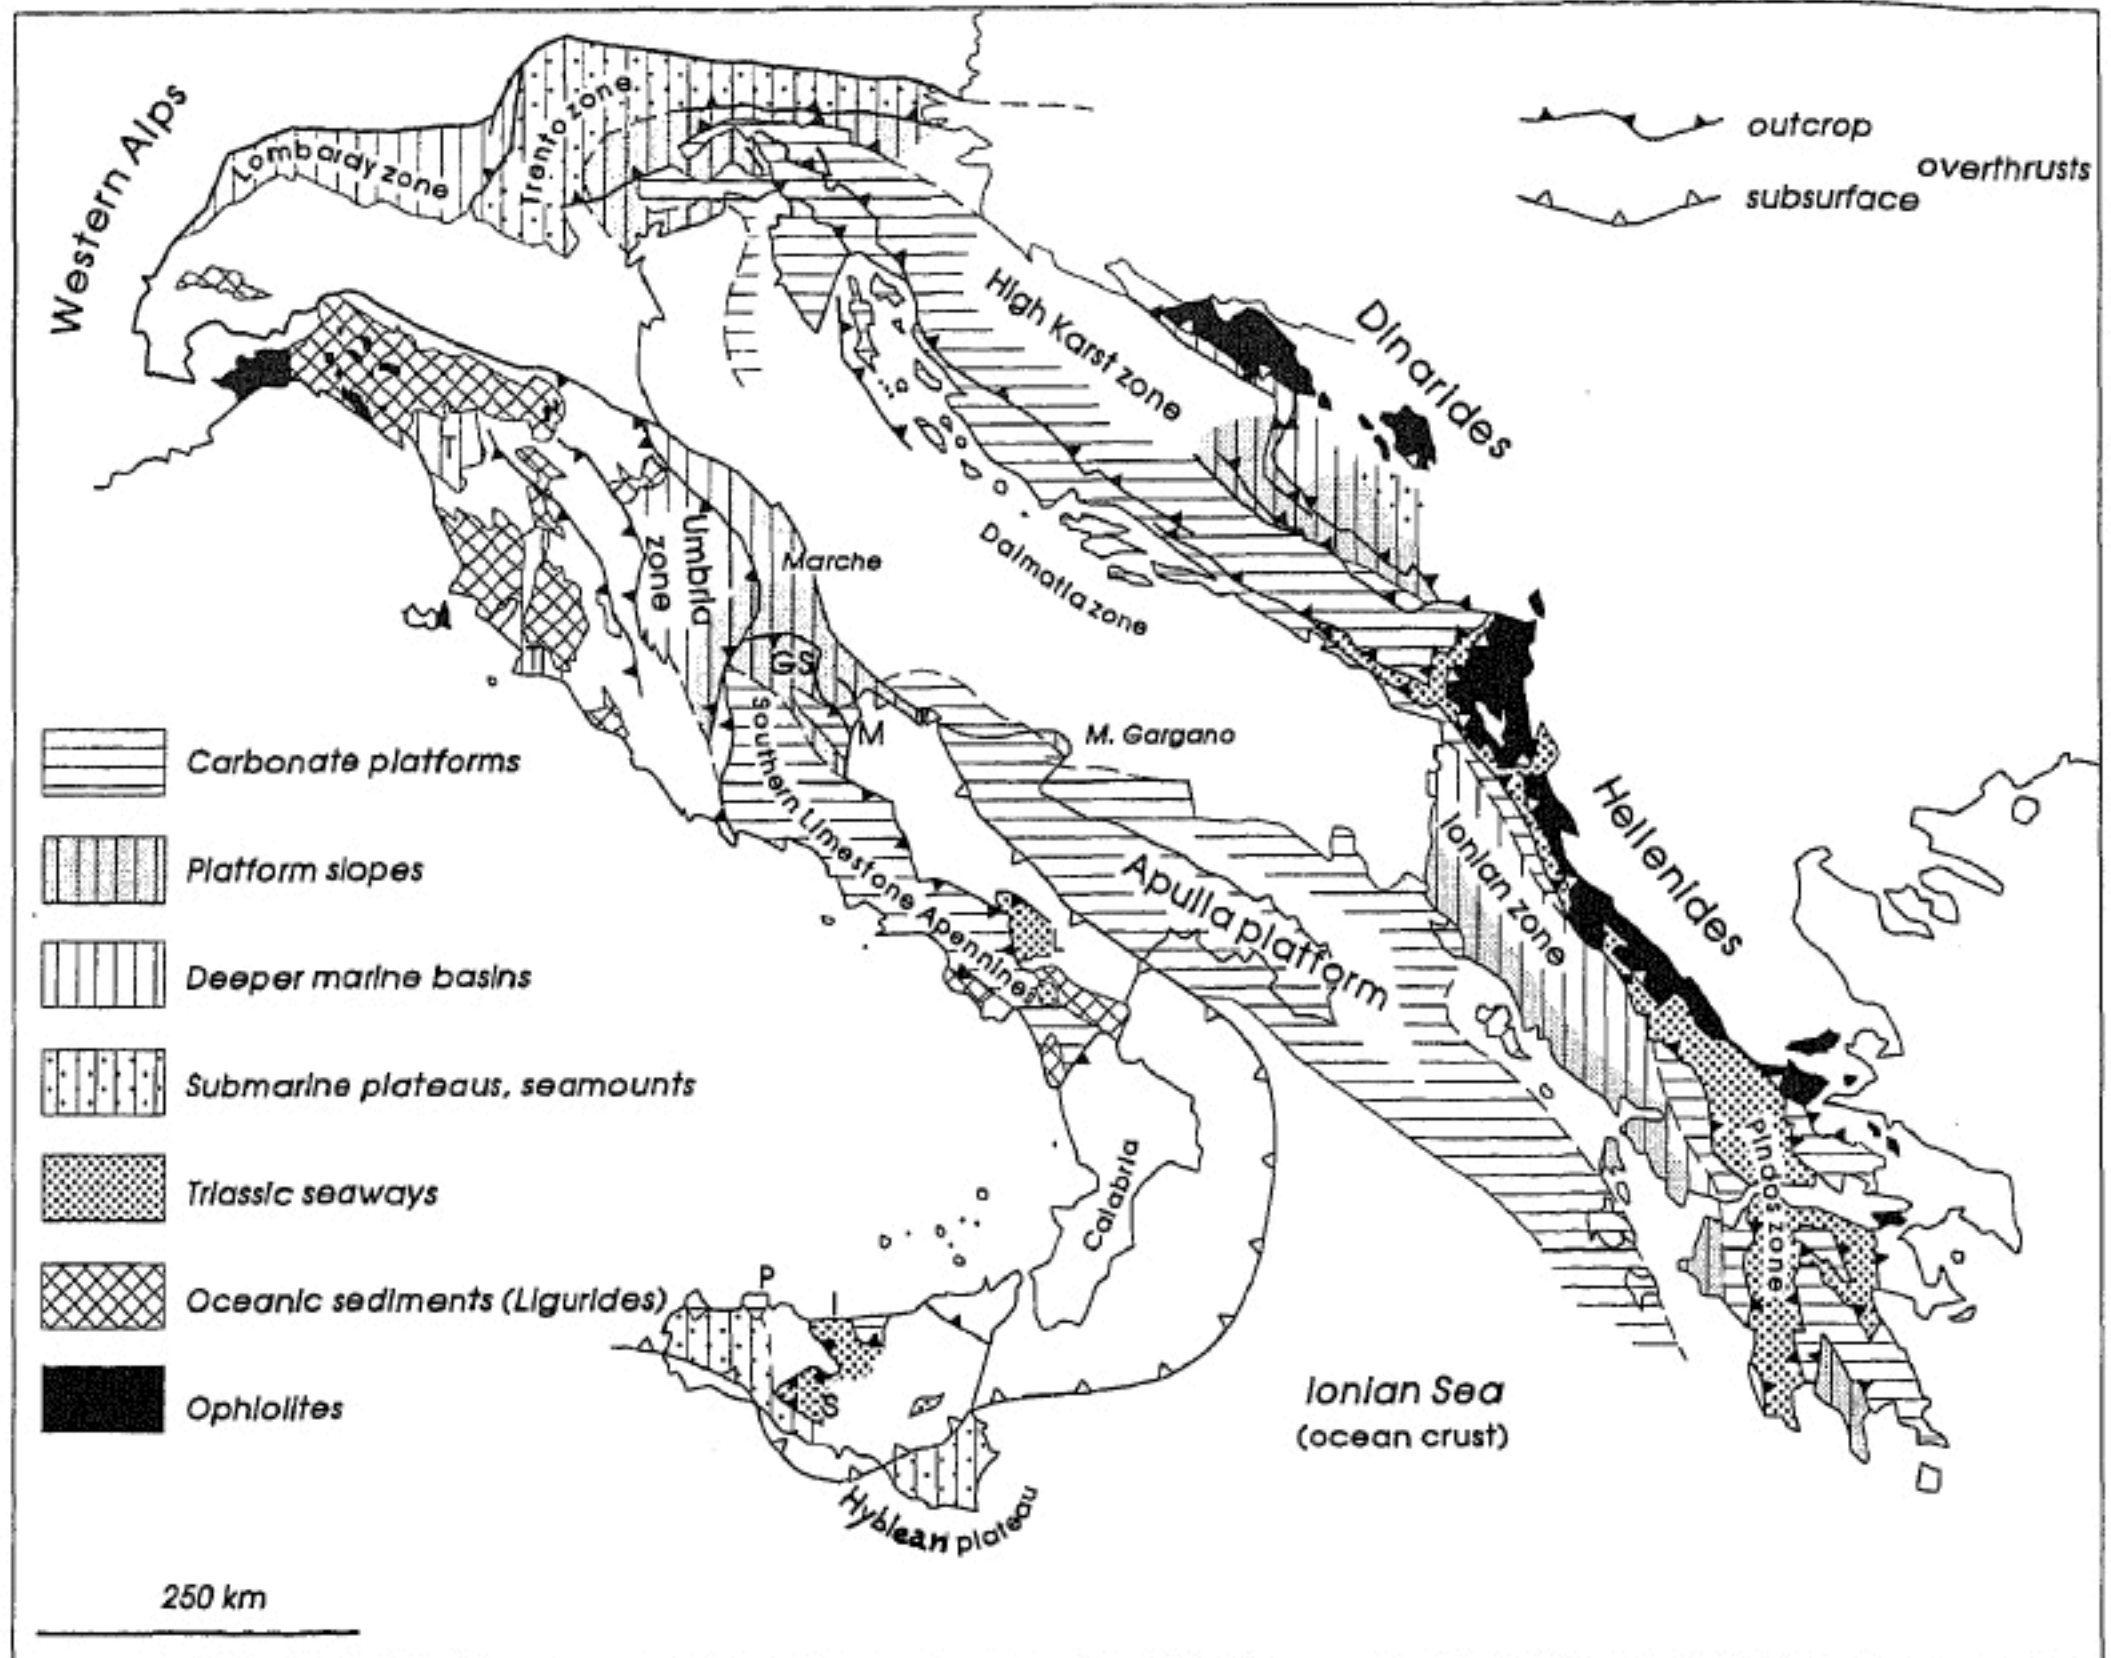 Western Alps
Lombardy zone
Trento zone
outcrop
overthrusts
subsurface
High Karst zone
Dinarides
T
Umbria
zone
Marche
Dalmatia zone
GS
M
M. Gargano
T
Southern Limestone Apennines
Apulia platform
Ionian zone
Hellenides
Carbonate platforms
Platform slopes
Deeper marine basins
Submarine plateaus, seamounts
Triassic seaways
Oceanic sediments (Ligurides)
Ophiolites
Calabria
Pindos zone
P
I
S
Ionian Sea
(ocean crust)
Hyblean plateau
250 km